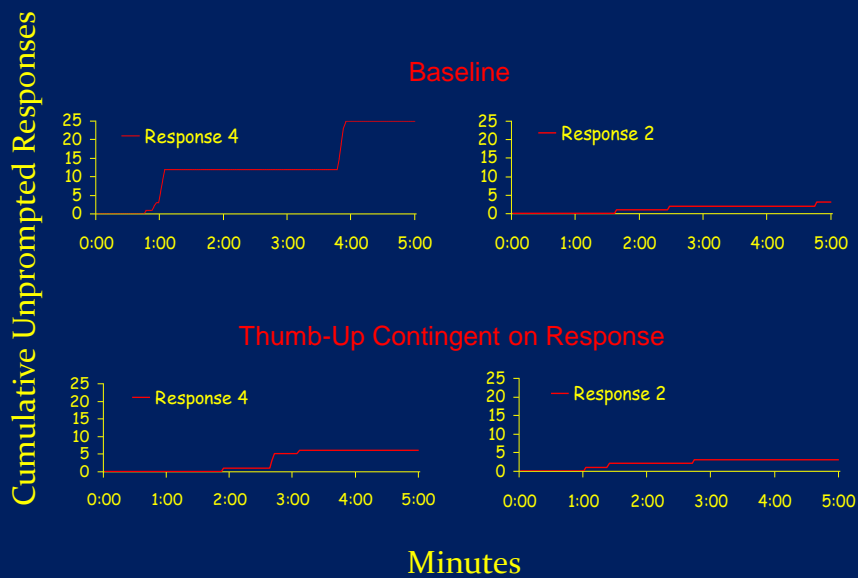 Cumulative Unprompted Responses
Baseline
25
20
15
10
5
0
Response 4
0:00 1:00 2:00 3:00 4:00 5:00
25
20
15
10
5
0
Response 2
0:00 1:00 2:00 3:00 4:00 5:00
Thumb-Up Contingent on Response
25
20
15
10
5
0
Response 4
0:00 1:00 2:00 3:00 4:00 5:00
25
20
15
10
5
0
Response 2
0:00 1:00 2:00 3:00 4:00 5:00
Minutes